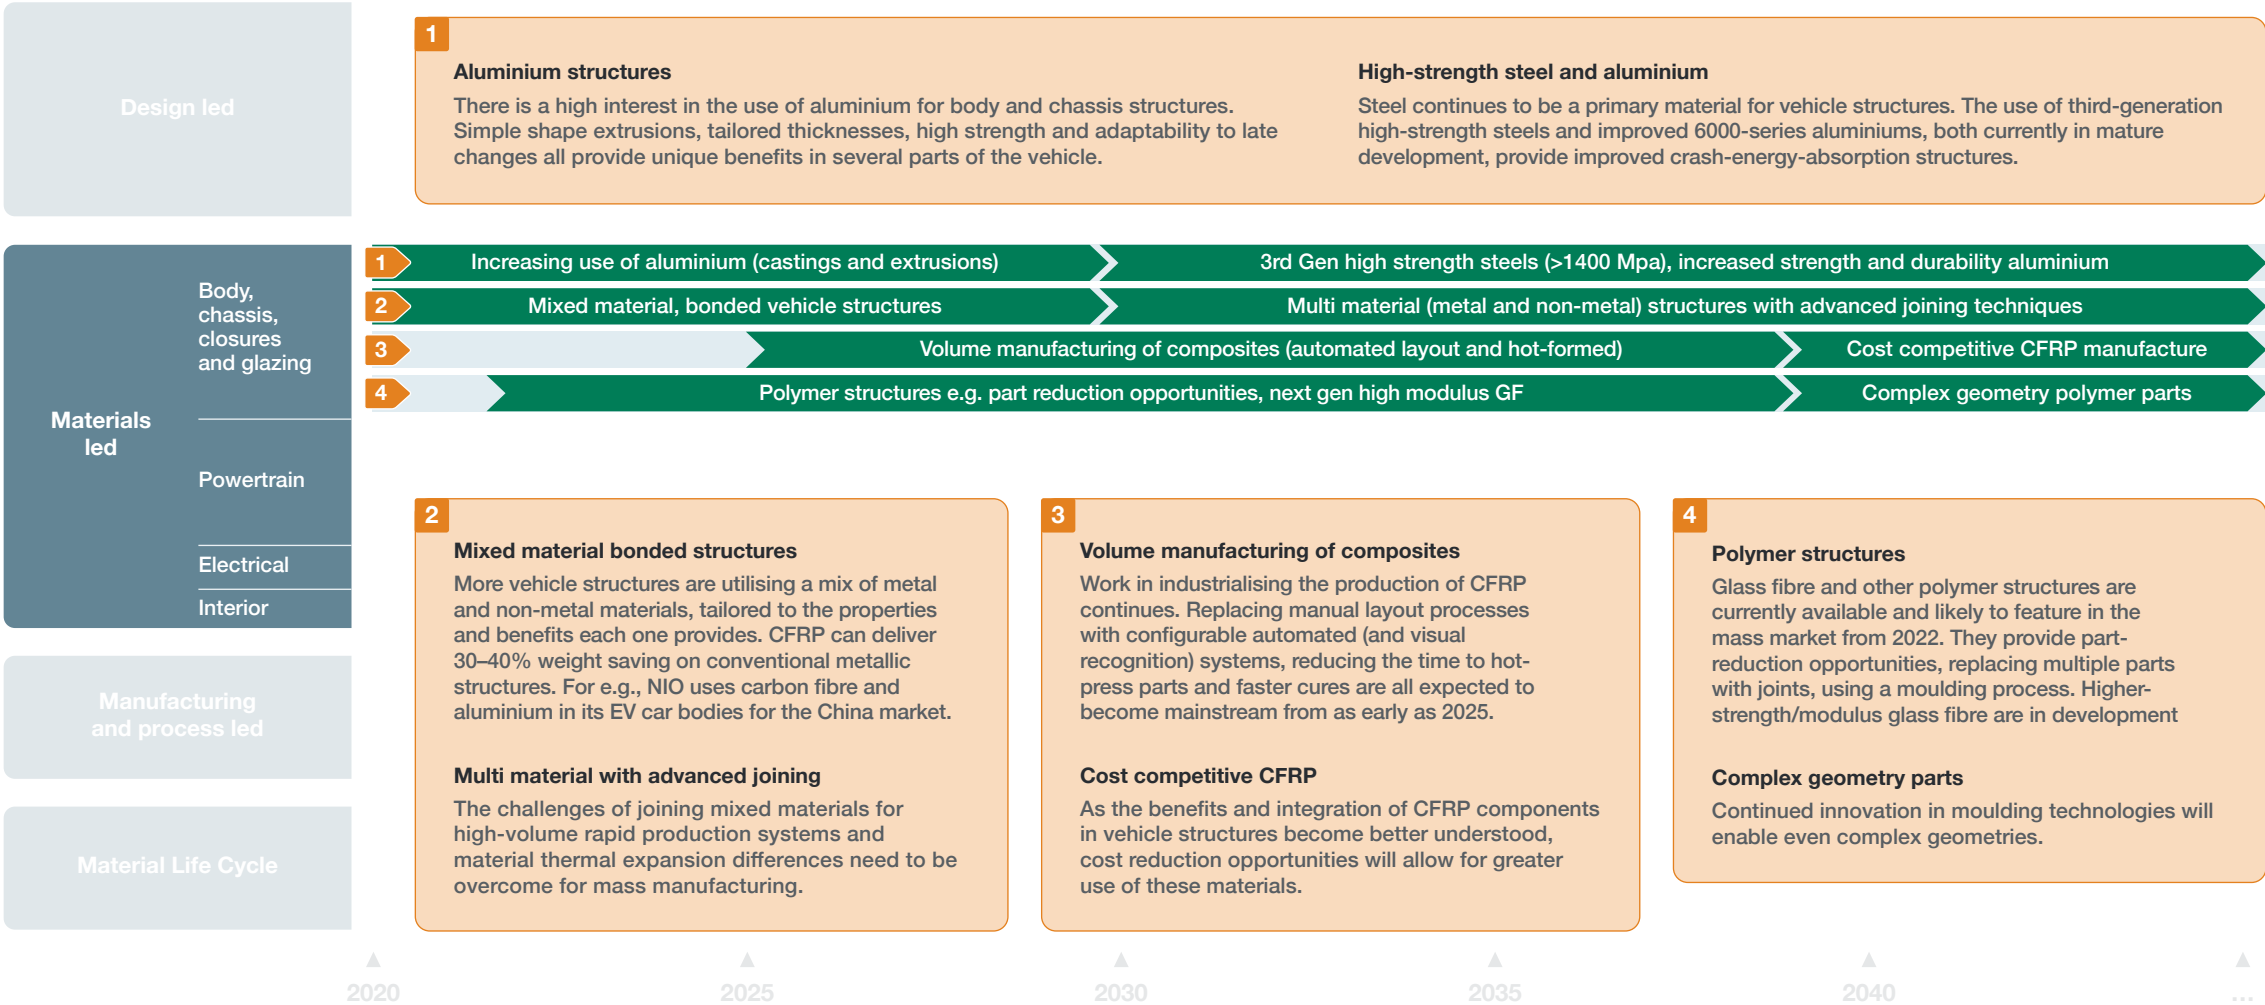 Design led
1
Aluminium structures
There is a high interest in the use of aluminium for body and chassis structures.
Simple shape extrusions, tailored thicknesses, high strength and adaptability to late
changes all provide unique benefits in several parts of the vehicle.
High-strength steel and aluminium
Steel continues to be a primary material for vehicle structures. The use of third-generation
high-strength steels and improved 6000-series aluminiums, both currently in mature
development, provide improved crash-energy-absorption structures.
Materials
led
Body,
chassis,
closures
and glazing
Powertrain
Electrical
Interior
1
Increasing use of aluminium (castings and extrusions)
3rd Gen high strength steels (>1400 Mpa), increased strength and durability aluminium
2
Mixed material, bonded vehicle structures
Multi material (metal and non-metal) structures with advanced joining techniques
3
Volume manufacturing of composites (automated layout and hot-formed)
Cost competitive CFRP manufacture
4
Polymer structures e.g. part reduction opportunities, next gen high modulus GF
Complex geometry polymer parts
2
Mixed material bonded structures
More vehicle structures are utilising a mix of metal
and non-metal materials, tailored to the properties
and benefits each one provides. CFRP can deliver
30–40% weight saving on conventional metallic
structures. For e.g., NIO uses carbon fibre and
aluminium in its EV car bodies for the China market.
Multi material with advanced joining
The challenges of joining mixed materials for
high-volume rapid production systems and
material thermal expansion differences need to be
overcome for mass manufacturing.
3
Volume manufacturing of composites
Work in industrialising the production of CFRP
continues. Replacing manual layout processes
with configurable automated (and visual
recognition) systems, reducing the time to hot-
press parts and faster cures are all expected to
become mainstream from as early as 2025.
Cost competitive CFRP
As the benefits and integration of CFRP components
in vehicle structures become better understood,
cost reduction opportunities will allow for greater
use of these materials.
4
Polymer structures
Glass fibre and other polymer structures are
currently available and likely to feature in the
mass market from 2022. They provide part-
reduction opportunities, replacing multiple parts
with joints, using a moulding process. Higher-
strength/modulus glass fibre are in development
Complex geometry parts
Continued innovation in moulding technologies will
enable even complex geometries.
Manufacturing
and process led
Material Life Cycle
2020
2025
2030
2035
2040
...